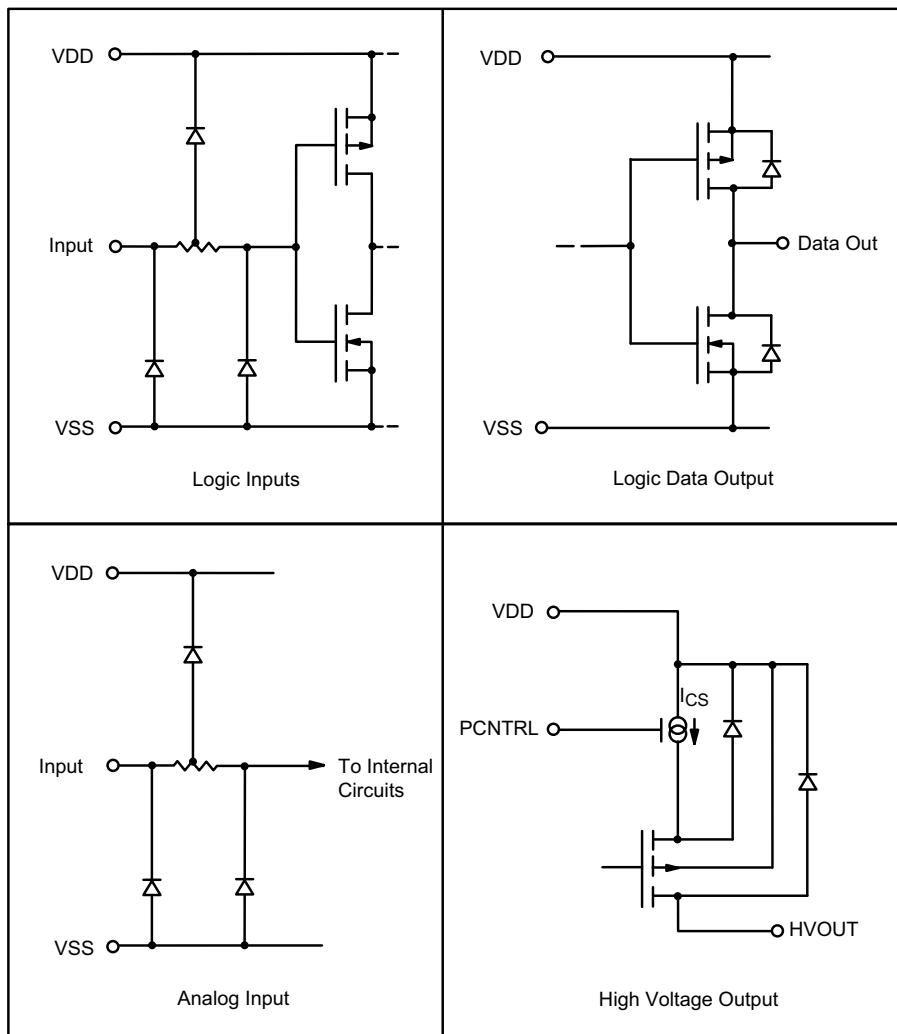 VDD
Input
VSS
Logic Inputs
VDD
Data Out
VSS
Logic Data Output
VDD
Input
To Internal
Circuits
VSS
Analog Input
VDD
ICS
PCNTRL
HVOUT
High Voltage Output